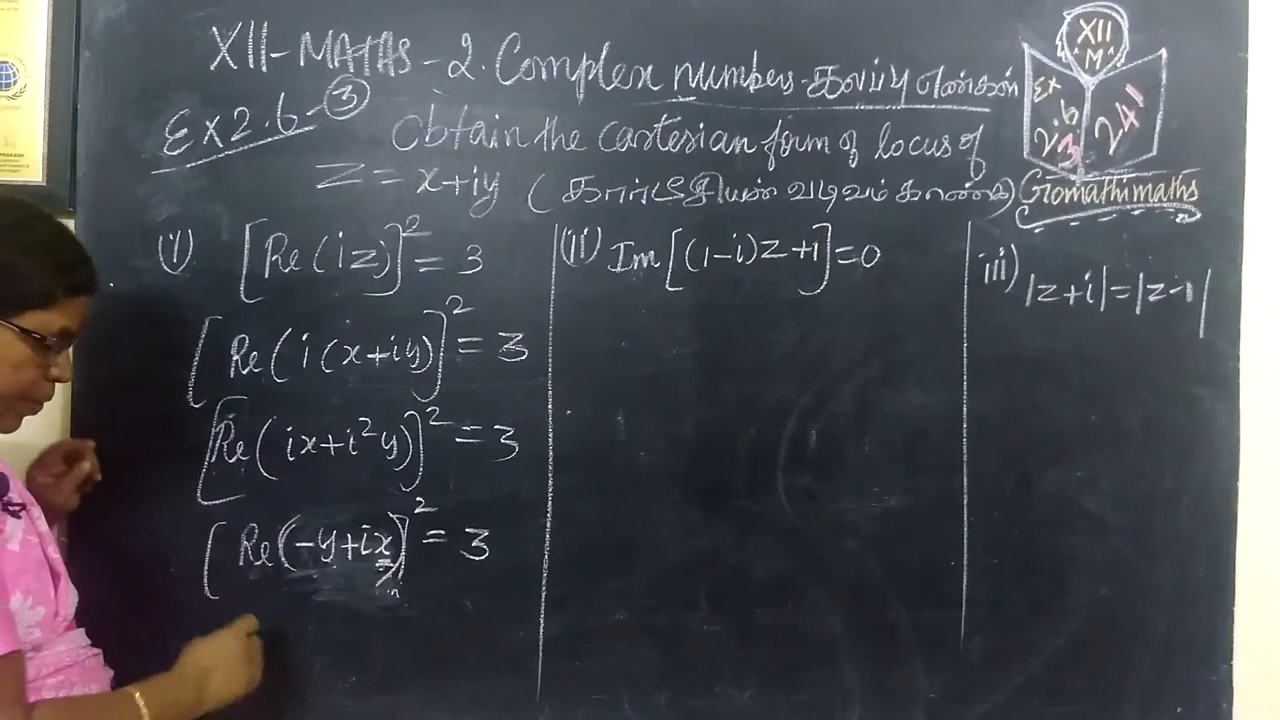 XII-MATHS-2. Complex numbers-கலப்பு எண்கள்
Ex 2.6-③
Obtain the cartesian form of locus of
z = x+iy (கார்டீசியன் வடிவம் காண்க)
XII
M
Ex
2.6
3
241
Gomathimaths
(i) [Re(iz)]² = 3
[Re(i(x+iy)]² = 3
[Re(ix+i²y)]² = 3
[Re(-y+ix)]² = 3
(ii) Im[(1-i)z+1]=0
iii) |z+i|=|z-1|